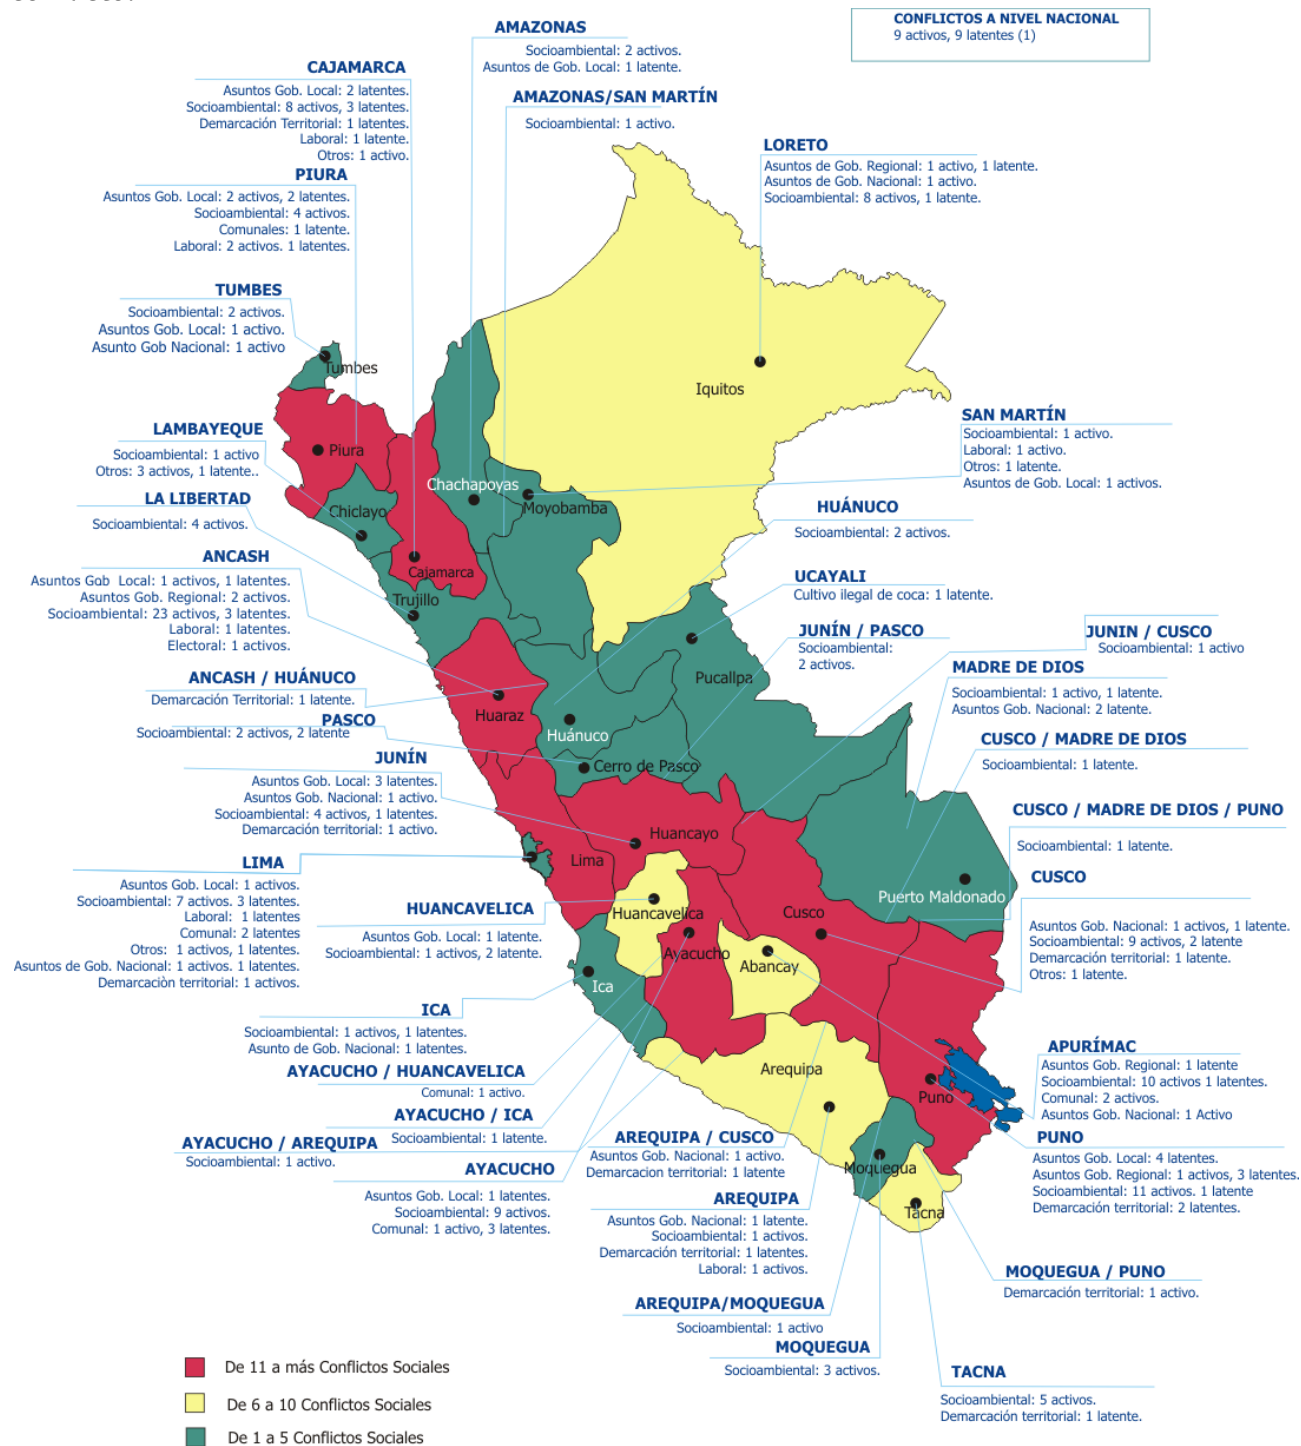 CONFLICTOS A NIVEL NACIONAL
9 activos, 9 latentes (1)
AMAZONAS
Socioambiental: 2 activos.
Asuntos de Gob. Local: 1 latente.
CAJAMARCA
Asuntos Gob. Local: 2 latentes.
Socioambiental: 8 activos, 3 latentes.
Demarcación Territorial: 1 latentes.
Laboral: 1 latente.
Otros: 1 activo.
AMAZONAS/SAN MARTÍN
Socioambiental: 1 activo.
LORETO
Asuntos de Gob. Regional: 1 activo, 1 latente.
Asuntos de Gob. Nacional: 1 activo.
Socioambiental: 8 activos, 1 latente.
PIURA
Asuntos Gob. Local: 2 activos, 2 latentes.
Socioambiental: 4 activos.
Comunales: 1 latente.
Laboral: 2 activos. 1 latentes.
TUMBES
Socioambiental: 2 activos.
Asuntos Gob. Local: 1 activo.
Asunto Gob Nacional: 1 activo
Tumbes
Iquitos
LAMBAYEQUE
Socioambiental: 1 activo
Otros: 3 activos, 1 latente..
Piura
SAN MARTÍN
Socioambiental: 1 activo.
Laboral: 1 activo.
Otros: 1 latente.
Asuntos de Gob. Local: 1 activos.
Chachapoyas
Moyobamba
Chiclayo
LA LIBERTAD
Socioambiental: 4 activos.
HUÁNUCO
Socioambiental: 2 activos.
ANCASH
Asuntos Gob Local: 1 activos, 1 latentes.
Asuntos Gob. Regional: 2 activos.
Socioambiental: 23 activos, 3 latentes.
Laboral: 1 latentes.
Electoral: 1 activos.
Cajamarca
Trujillo
UCAYALI
Cultivo ilegal de coca: 1 latente.
JUNÍN / PASCO
Socioambiental:
2 activos.
JUNIN / CUSCO
Socioambiental: 1 activo
MADRE DE DIOS
Socioambiental: 1 activo, 1 latente.
Asuntos Gob. Nacional: 2 latente.
Pucallpa
ANCASH / HUÁNUCO
Demarcación Territorial: 1 latente.
Huaraz
Huánuco
PASCO
Socioambiental: 2 activos, 2 latente
CUSCO / MADRE DE DIOS
Socioambiental: 1 latente.
JUNÍN
Asuntos Gob. Local: 3 latentes.
Asuntos Gob. Nacional: 1 activo.
Socioambiental: 4 activos, 1 latentes.
Demarcación territorial: 1 activo.
Cerro de Pasco
CUSCO / MADRE DE DIOS / PUNO
Socioambiental: 1 latente.
Huancayo
Lima
LIMA
Asuntos Gob. Local: 1 activos.
Socioambiental: 7 activos. 3 latentes.
Laboral: 1 latentes
Comunal: 2 latentes
Otros: 1 activos, 1 latentes.
Asuntos de Gob. Nacional: 1 activos. 1 latentes.
Demarcaciòn territorial: 1 activos.
CUSCO
Asuntos Gob. Nacional: 1 activos, 1 latente.
Socioambiental: 9 activos, 2 latente
Demarcación territorial: 1 latente.
Otros: 1 latente.
Puerto Maldonado
HUANCAVELICA
Asuntos Gob. Local: 1 latente.
Socioambiental: 1 activos, 2 latente.
Huancavelica
Cusco
Ayacucho
Abancay
Ica
ICA
Socioambiental: 1 activos, 1 latentes.
Asunto de Gob. Nacional: 1 latentes.
APURÍMAC
Asuntos Gob. Regional: 1 latente
Socioambiental: 10 activos 1 latentes.
Comunal: 2 activos.
Asuntos Gob. Nacional: 1 Activo
AYACUCHO / HUANCAVELICA
Comunal: 1 activo.
Arequipa
Puno
AYACUCHO / ICA
Socioambiental: 1 latente.
AYACUCHO / AREQUIPA
Socioambiental: 1 activo.
AREQUIPA / CUSCO
Asuntos Gob. Nacional: 1 activo.
Demarcacion territorial: 1 latente
PUNO
Asuntos Gob. Local: 4 latentes.
Asuntos Gob. Regional: 1 activos, 3 latentes.
Socioambiental: 11 activos. 1 latente
Demarcación territorial: 2 latentes.
AYACUCHO
Asuntos Gob. Local: 1 latentes.
Socioambiental: 9 activos.
Comunal: 1 activo, 3 latentes.
Moquegua
Tacna
AREQUIPA
Asuntos Gob. Nacional: 1 latente.
Socioambiental: 1 activos.
Demarcación territorial: 1 latentes.
Laboral: 1 activos.
MOQUEGUA / PUNO
Demarcación territorial: 1 activo.
AREQUIPA/MOQUEGUA
Socioambiental: 1 activo
MOQUEGUA
Socioambiental: 3 activos.
TACNA
Socioambiental: 5 activos.
Demarcación territorial: 1 latente.
De 11 a más Conflictos Sociales
De 6 a 10 Conflictos Sociales
De 1 a 5 Conflictos Sociales